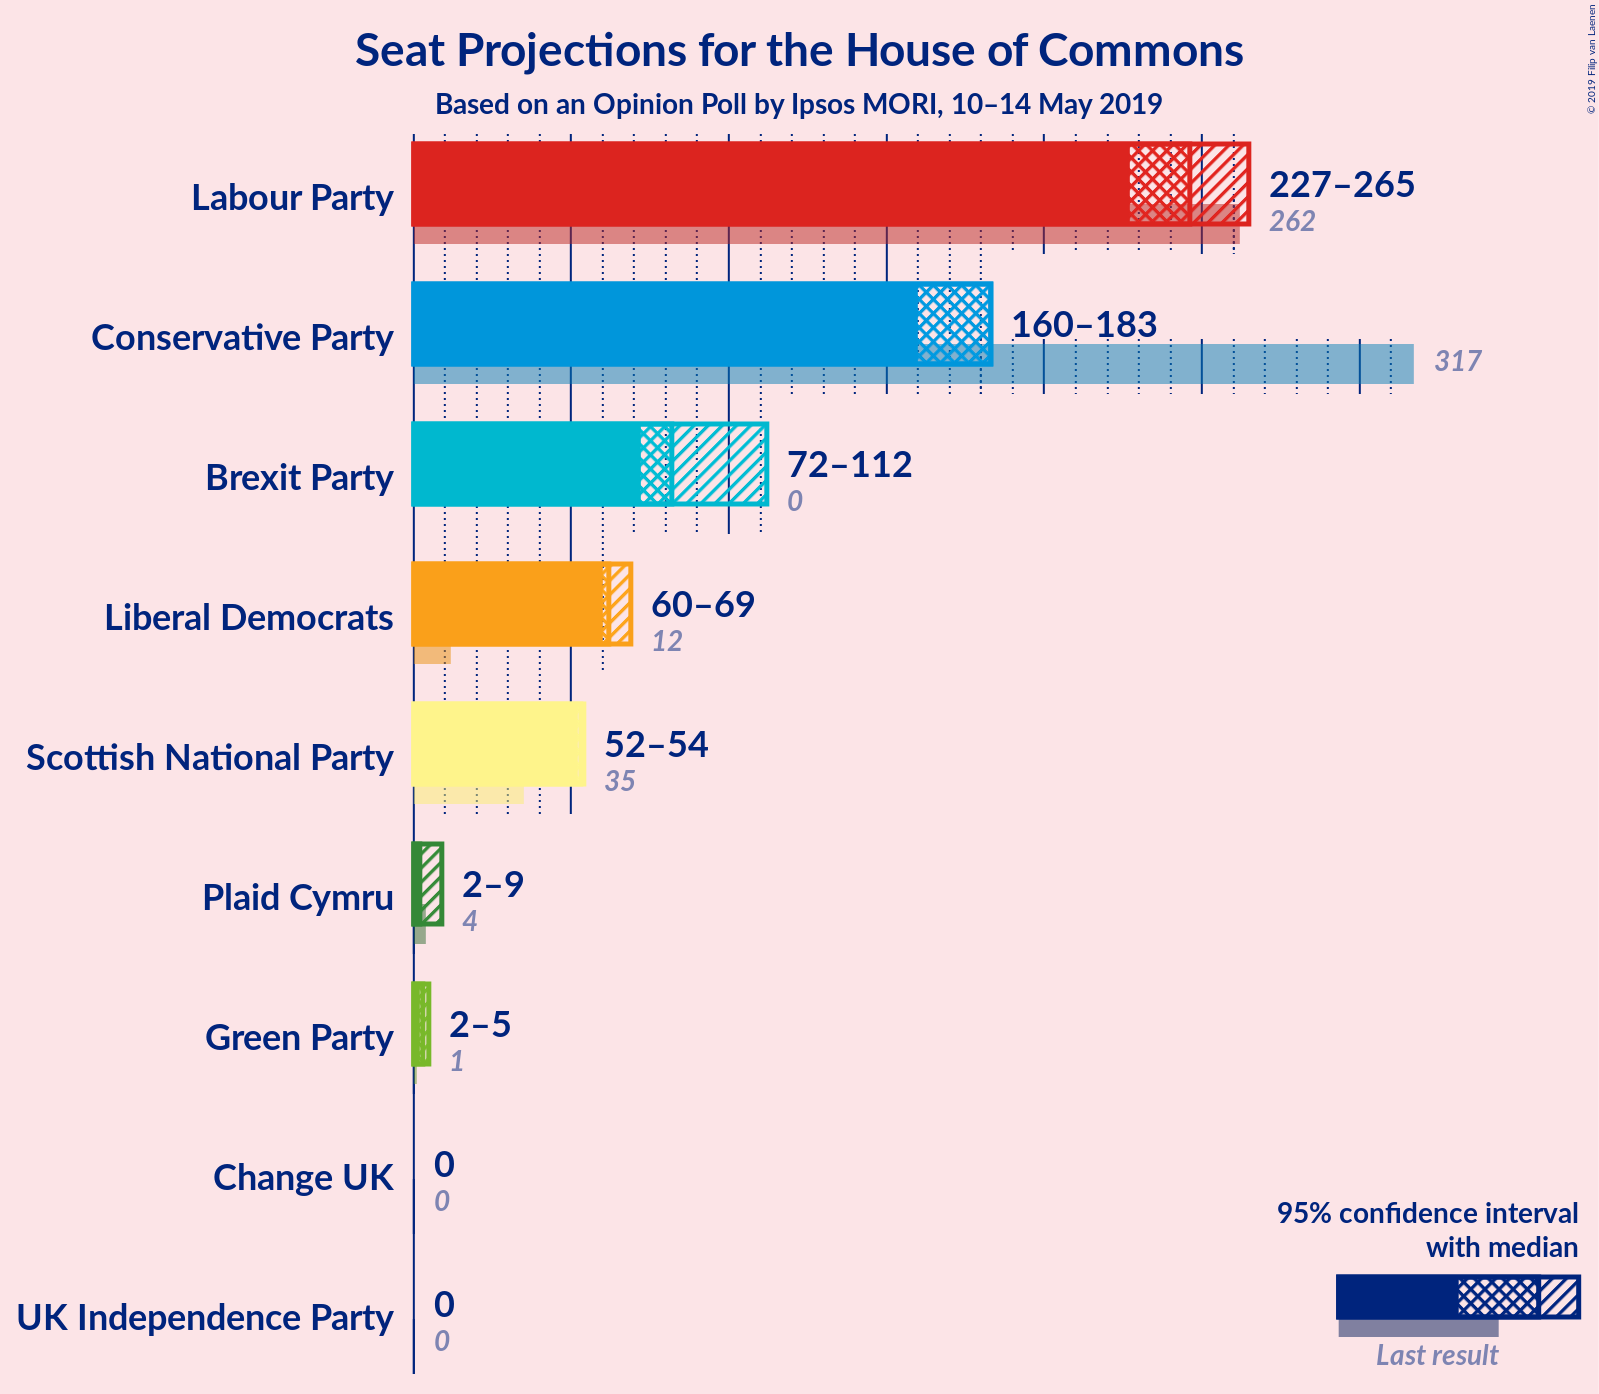 Seat Projections for the House of Commons
Based on an Opinion Poll by Ipsos MORI, 10–14 May 2019
© 2019 Filip van Laenen
Labour Party
227–265
262
Conservative Party
160–183
317
Brexit Party
72–112
0
Liberal Democrats
60–69
12
Scottish National Party
52–54
35
Plaid Cymru
2–9
4
Green Party
2–5
1
Change UK
0
0
UK Independence Party
0
0
95% confidence interval
with median
Last result